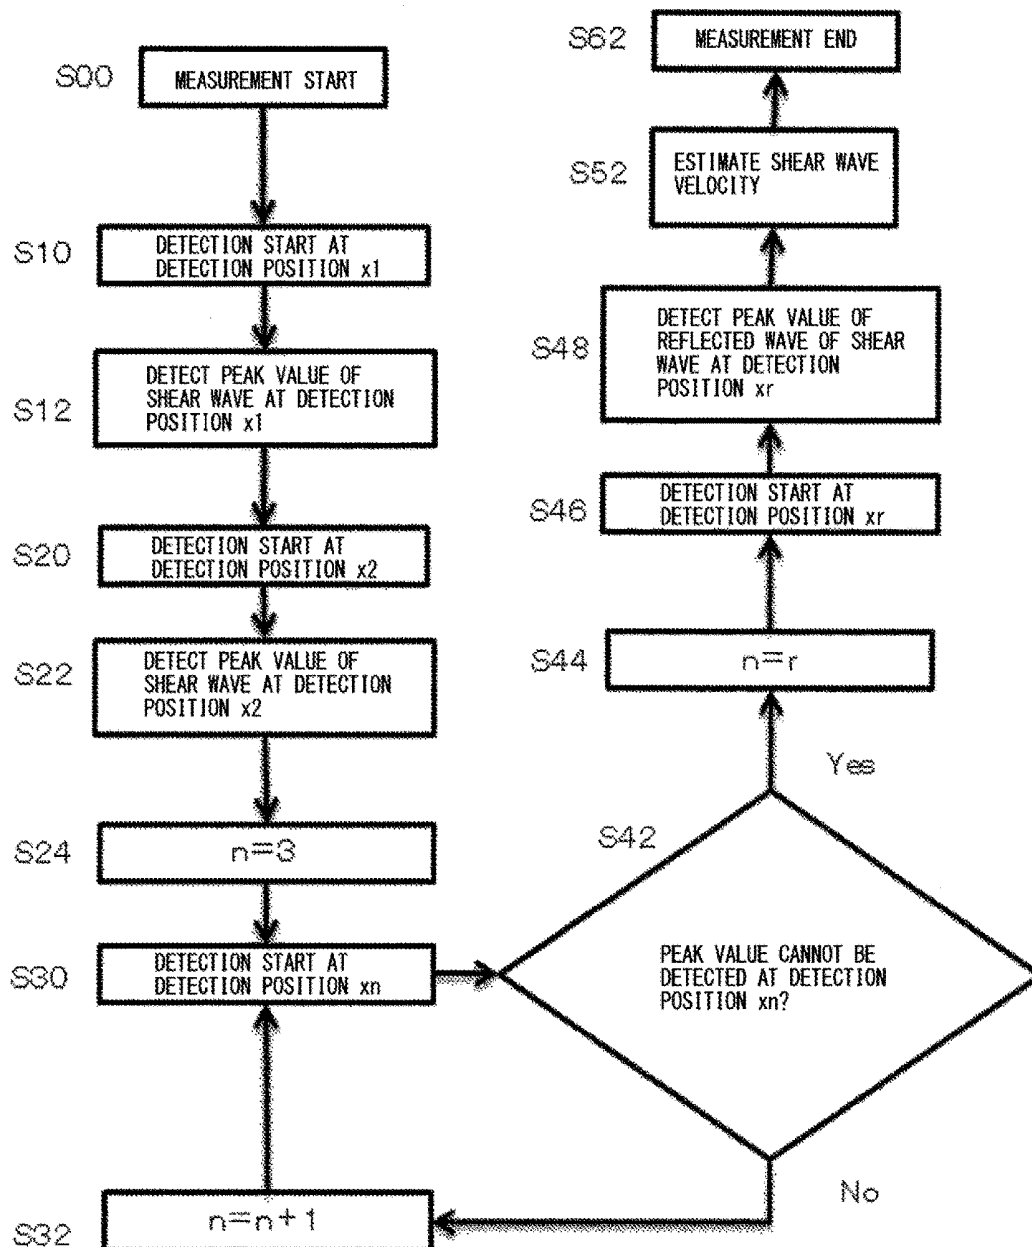 S00
MEASUREMENT START
S10
DETECTION START AT
DETECTION POSITION x1
S12
DETECT PEAK VALUE OF
SHEAR WAVE AT DETECTION
POSITION x1
S20
DETECTION START AT
DETECTION POSITION x2
S22
DETECT PEAK VALUE OF
SHEAR WAVE AT DETECTION
POSITION x2
S24
n=3
S30
DETECTION START AT
DETECTION POSITION xn
S32
n=n+1
S42
PEAK VALUE CANNOT BE
DETECTED AT DETECTION
POSITION xn?
Yes
No
S44
n=r
S46
DETECTION START AT
DETECTION POSITION xr
S48
DETECT PEAK VALUE OF
REFLECTED WAVE OF SHEAR
WAVE AT DETECTION
POSITION xr
S52
ESTIMATE SHEAR WAVE
VELOCITY
S62
MEASUREMENT END